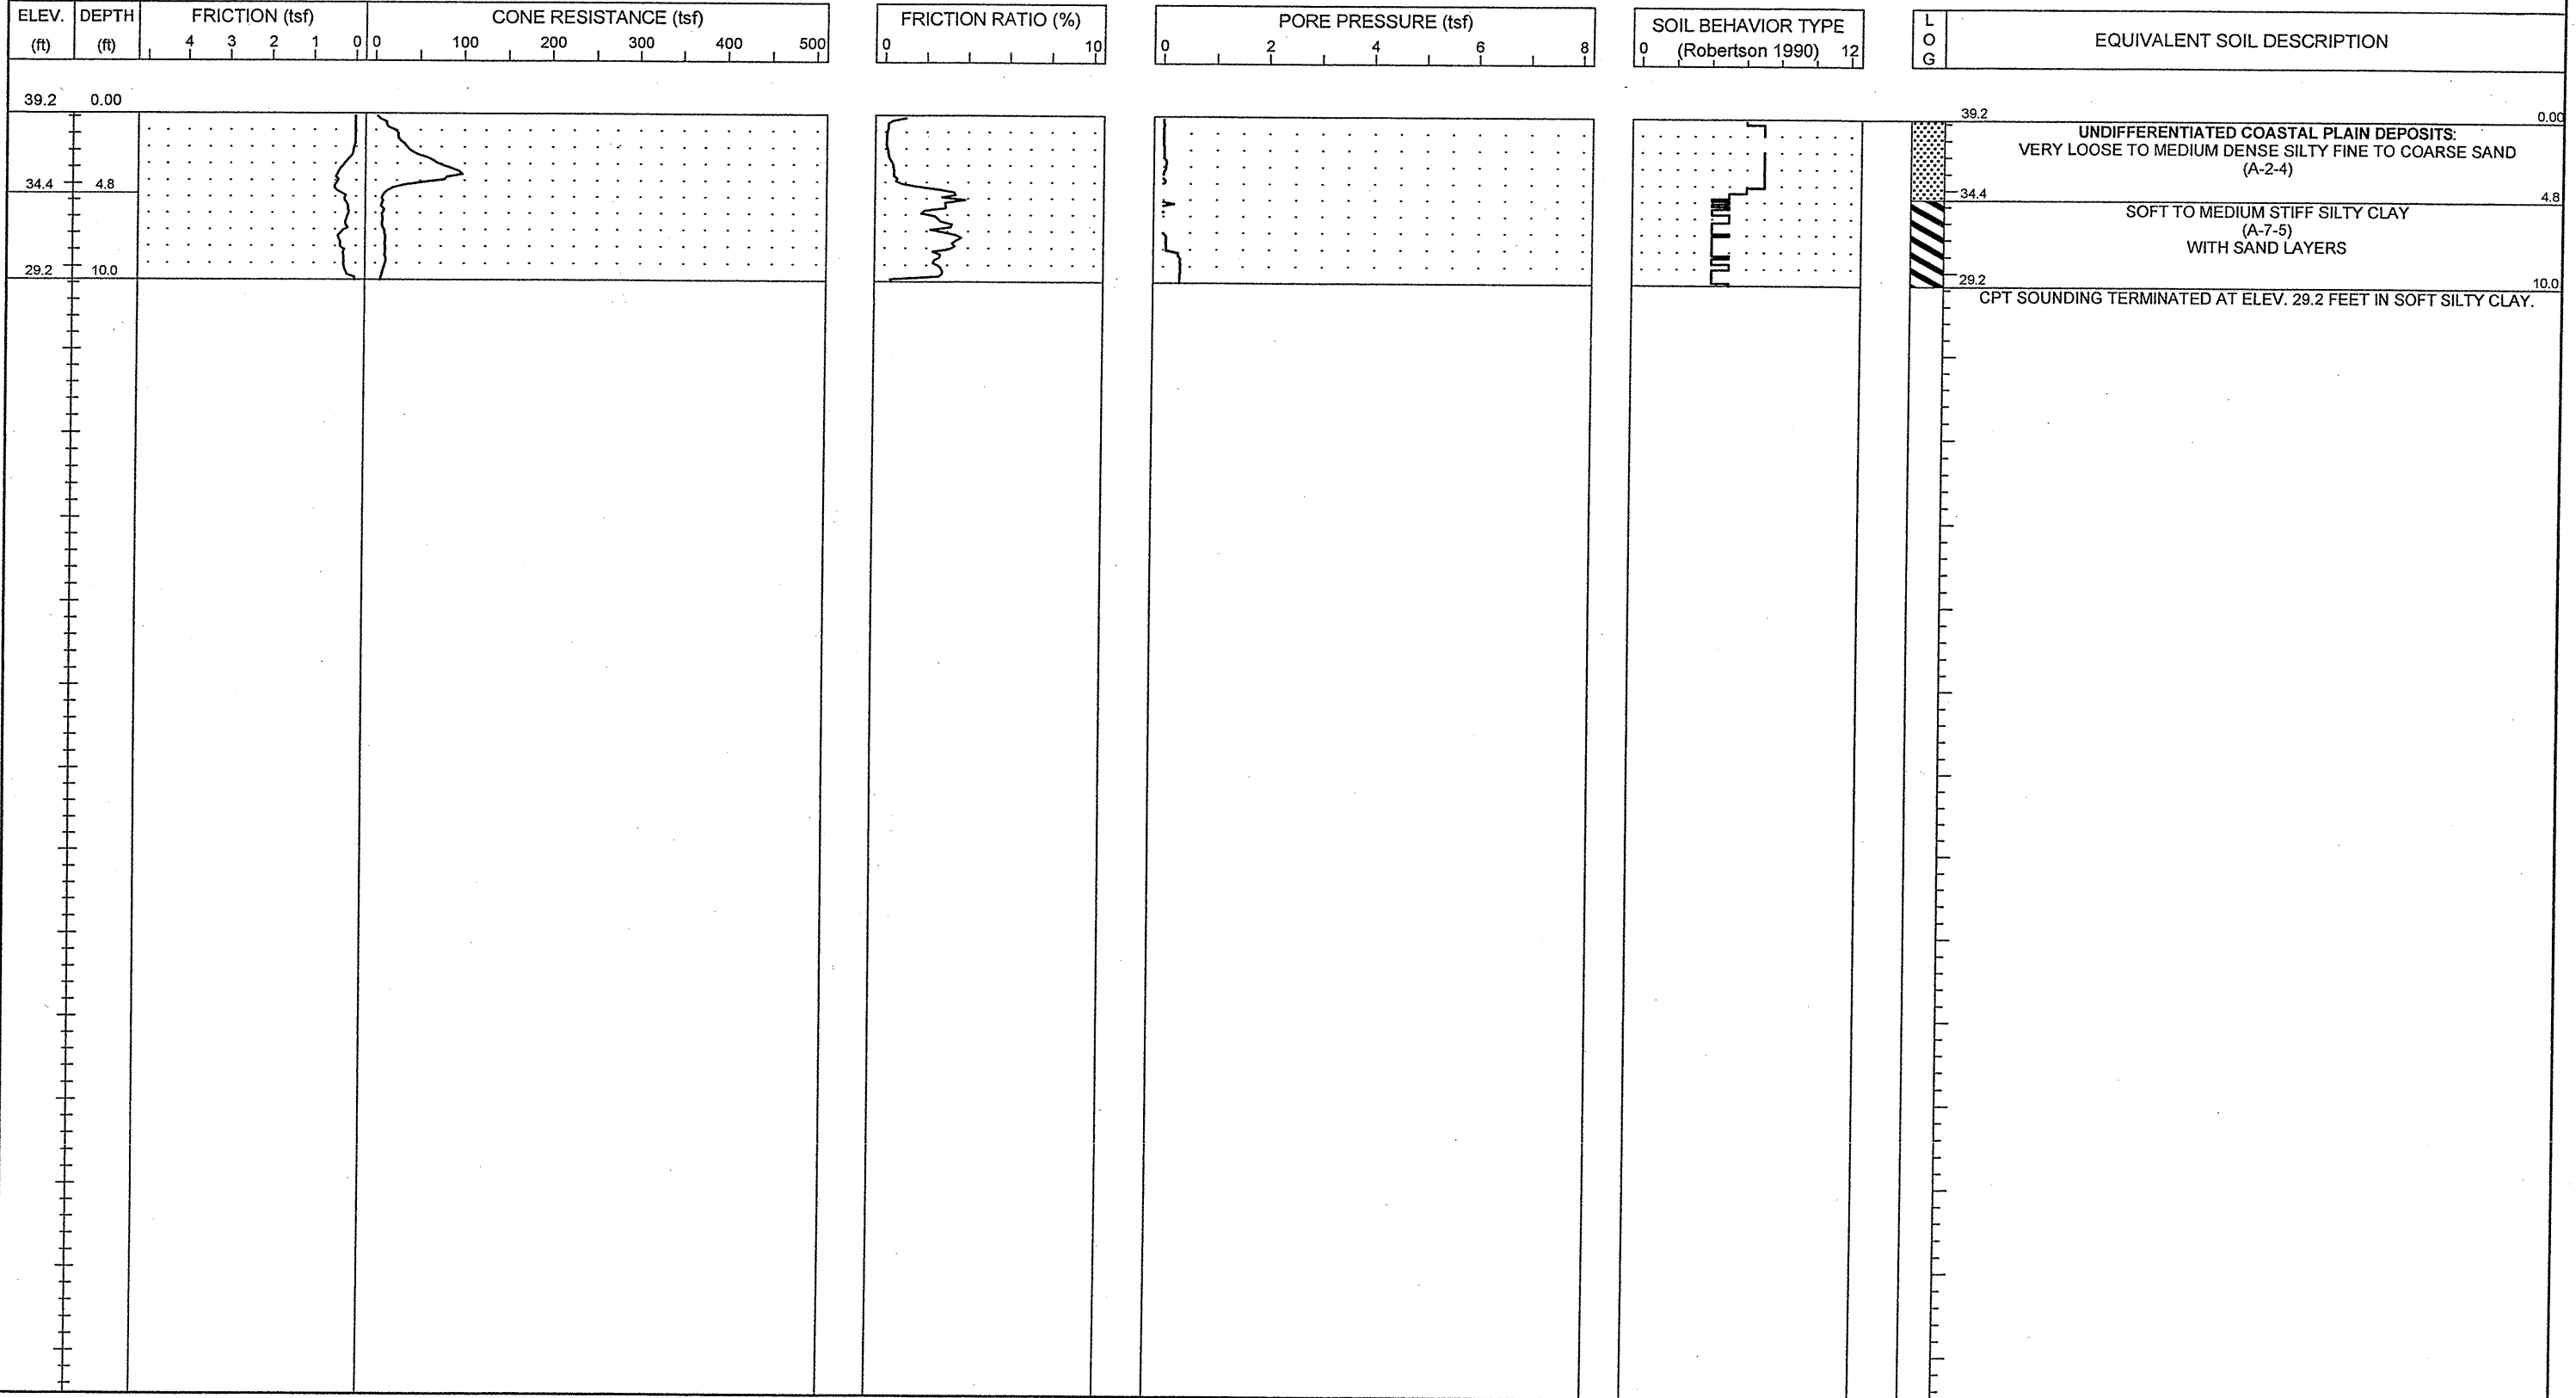 ELEV. DEPTH FRICTION (tsf) CONE RESISTANCE (tsf) FRICTION RATIO (%) PORE PRESSURE (tsf) SOIL BEHAVIOR TYPE L
(ft) (ft) 4 3 2 1 0 0 100 200 300 400 500 0 10 0 2 4 6 8 0 (Robertson 1990) 12 O EQUIVALENT SOIL DESCRIPTION
G
39.2 0.00
39.2 0.00
UNDIFFERENTIATED COASTAL PLAIN DEPOSITS:
VERY LOOSE TO MEDIUM DENSE SILTY FINE TO COARSE SAND
(A-2-4)
34.4 4.8
34.4 4.8
SOFT TO MEDIUM STIFF SILTY CLAY
(A-7-5)
WITH SAND LAYERS
29.2 10.0
29.2 10.0
CPT SOUNDING TERMINATED AT ELEV. 29.2 FEET IN SOFT SILTY CLAY.